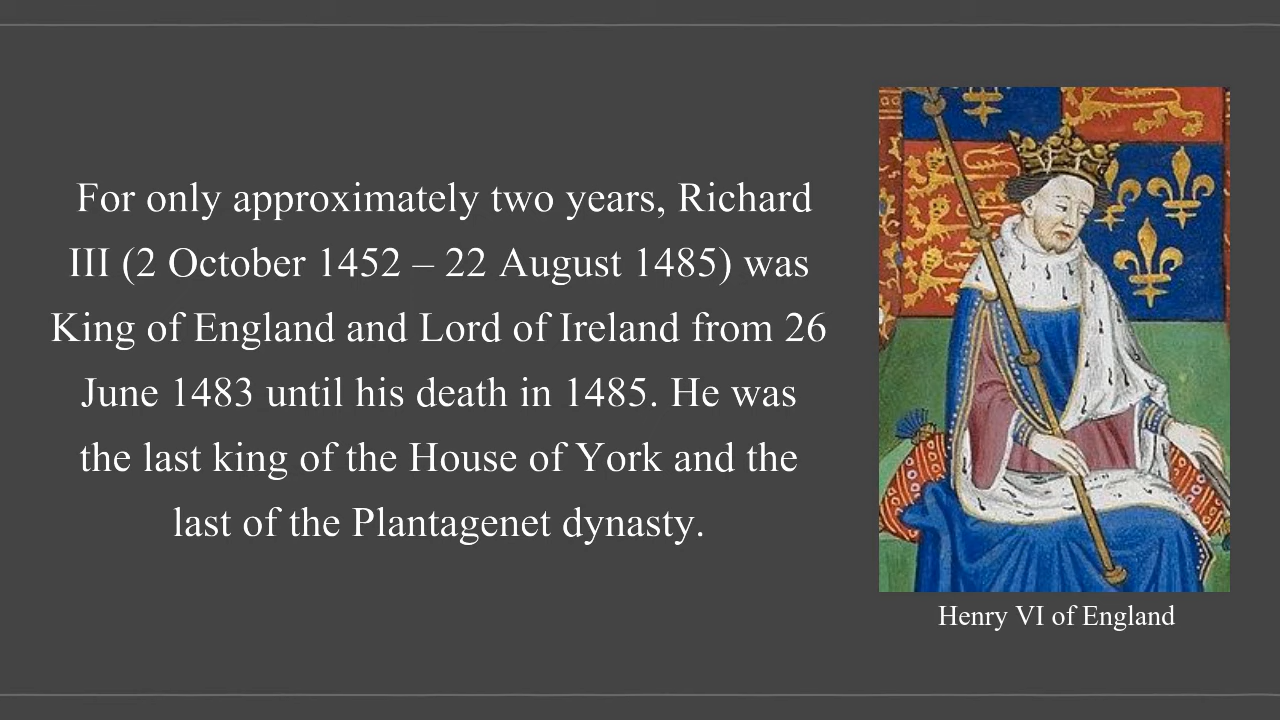 For only approximately two years, Richard
III (2 October 1452 – 22 August 1485) was
King of England and Lord of Ireland from 26
June 1483 until his death in 1485. He was
the last king of the House of York and the
last of the Plantagenet dynasty.
Henry VI of England